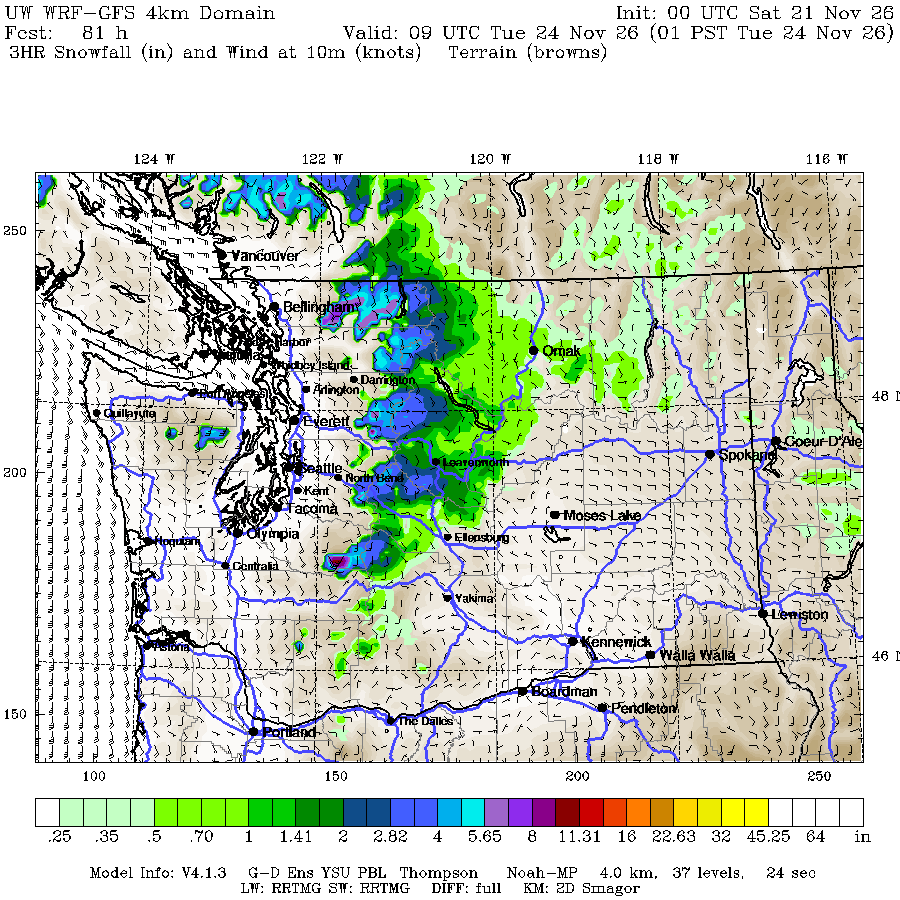 UW WRF-GFS 4km Domain Init: 00 UTC Sat 21 Nov 26
Fcst: 81 h Valid: 09 UTC Tue 24 Nov 26 (01 PST Tue 24 Nov 26)
3HR Snowfall (in) and Wind at 10m (knots) Terrain (browns)
124 W 122 W 120 W 118 W 116 W
250
Vancouver
Bellingham
Omak
Whidbey Island
Darrington
Arlington
Port Angeles
48 N
Quillayute
Everett
Coeur-D'Ale
Spokane
Leavenworth
200
Seattle
North Bend
Kent
Tacoma
Moses Lake
Olympia
Ellensburg
Hoquiam
Centralia
Yakima
Lewiston
Kennewick
Astoria
Walla Walla
46 N
Boardman
Pendleton
150
The Dalles
Portland
100 150 200 250
.25 .35 .5 .70 1 1.41 2 2.82 4 5.65 8 11.31 16 22.63 32 45.25 64 in
Model Info: V4.1.3 G-D Ens YSU PBL Thompson Noah-MP 4.0 km, 37 levels, 24 sec
LW: RRTMG SW: RRTMG DIFF: full KM: 2D Smagor